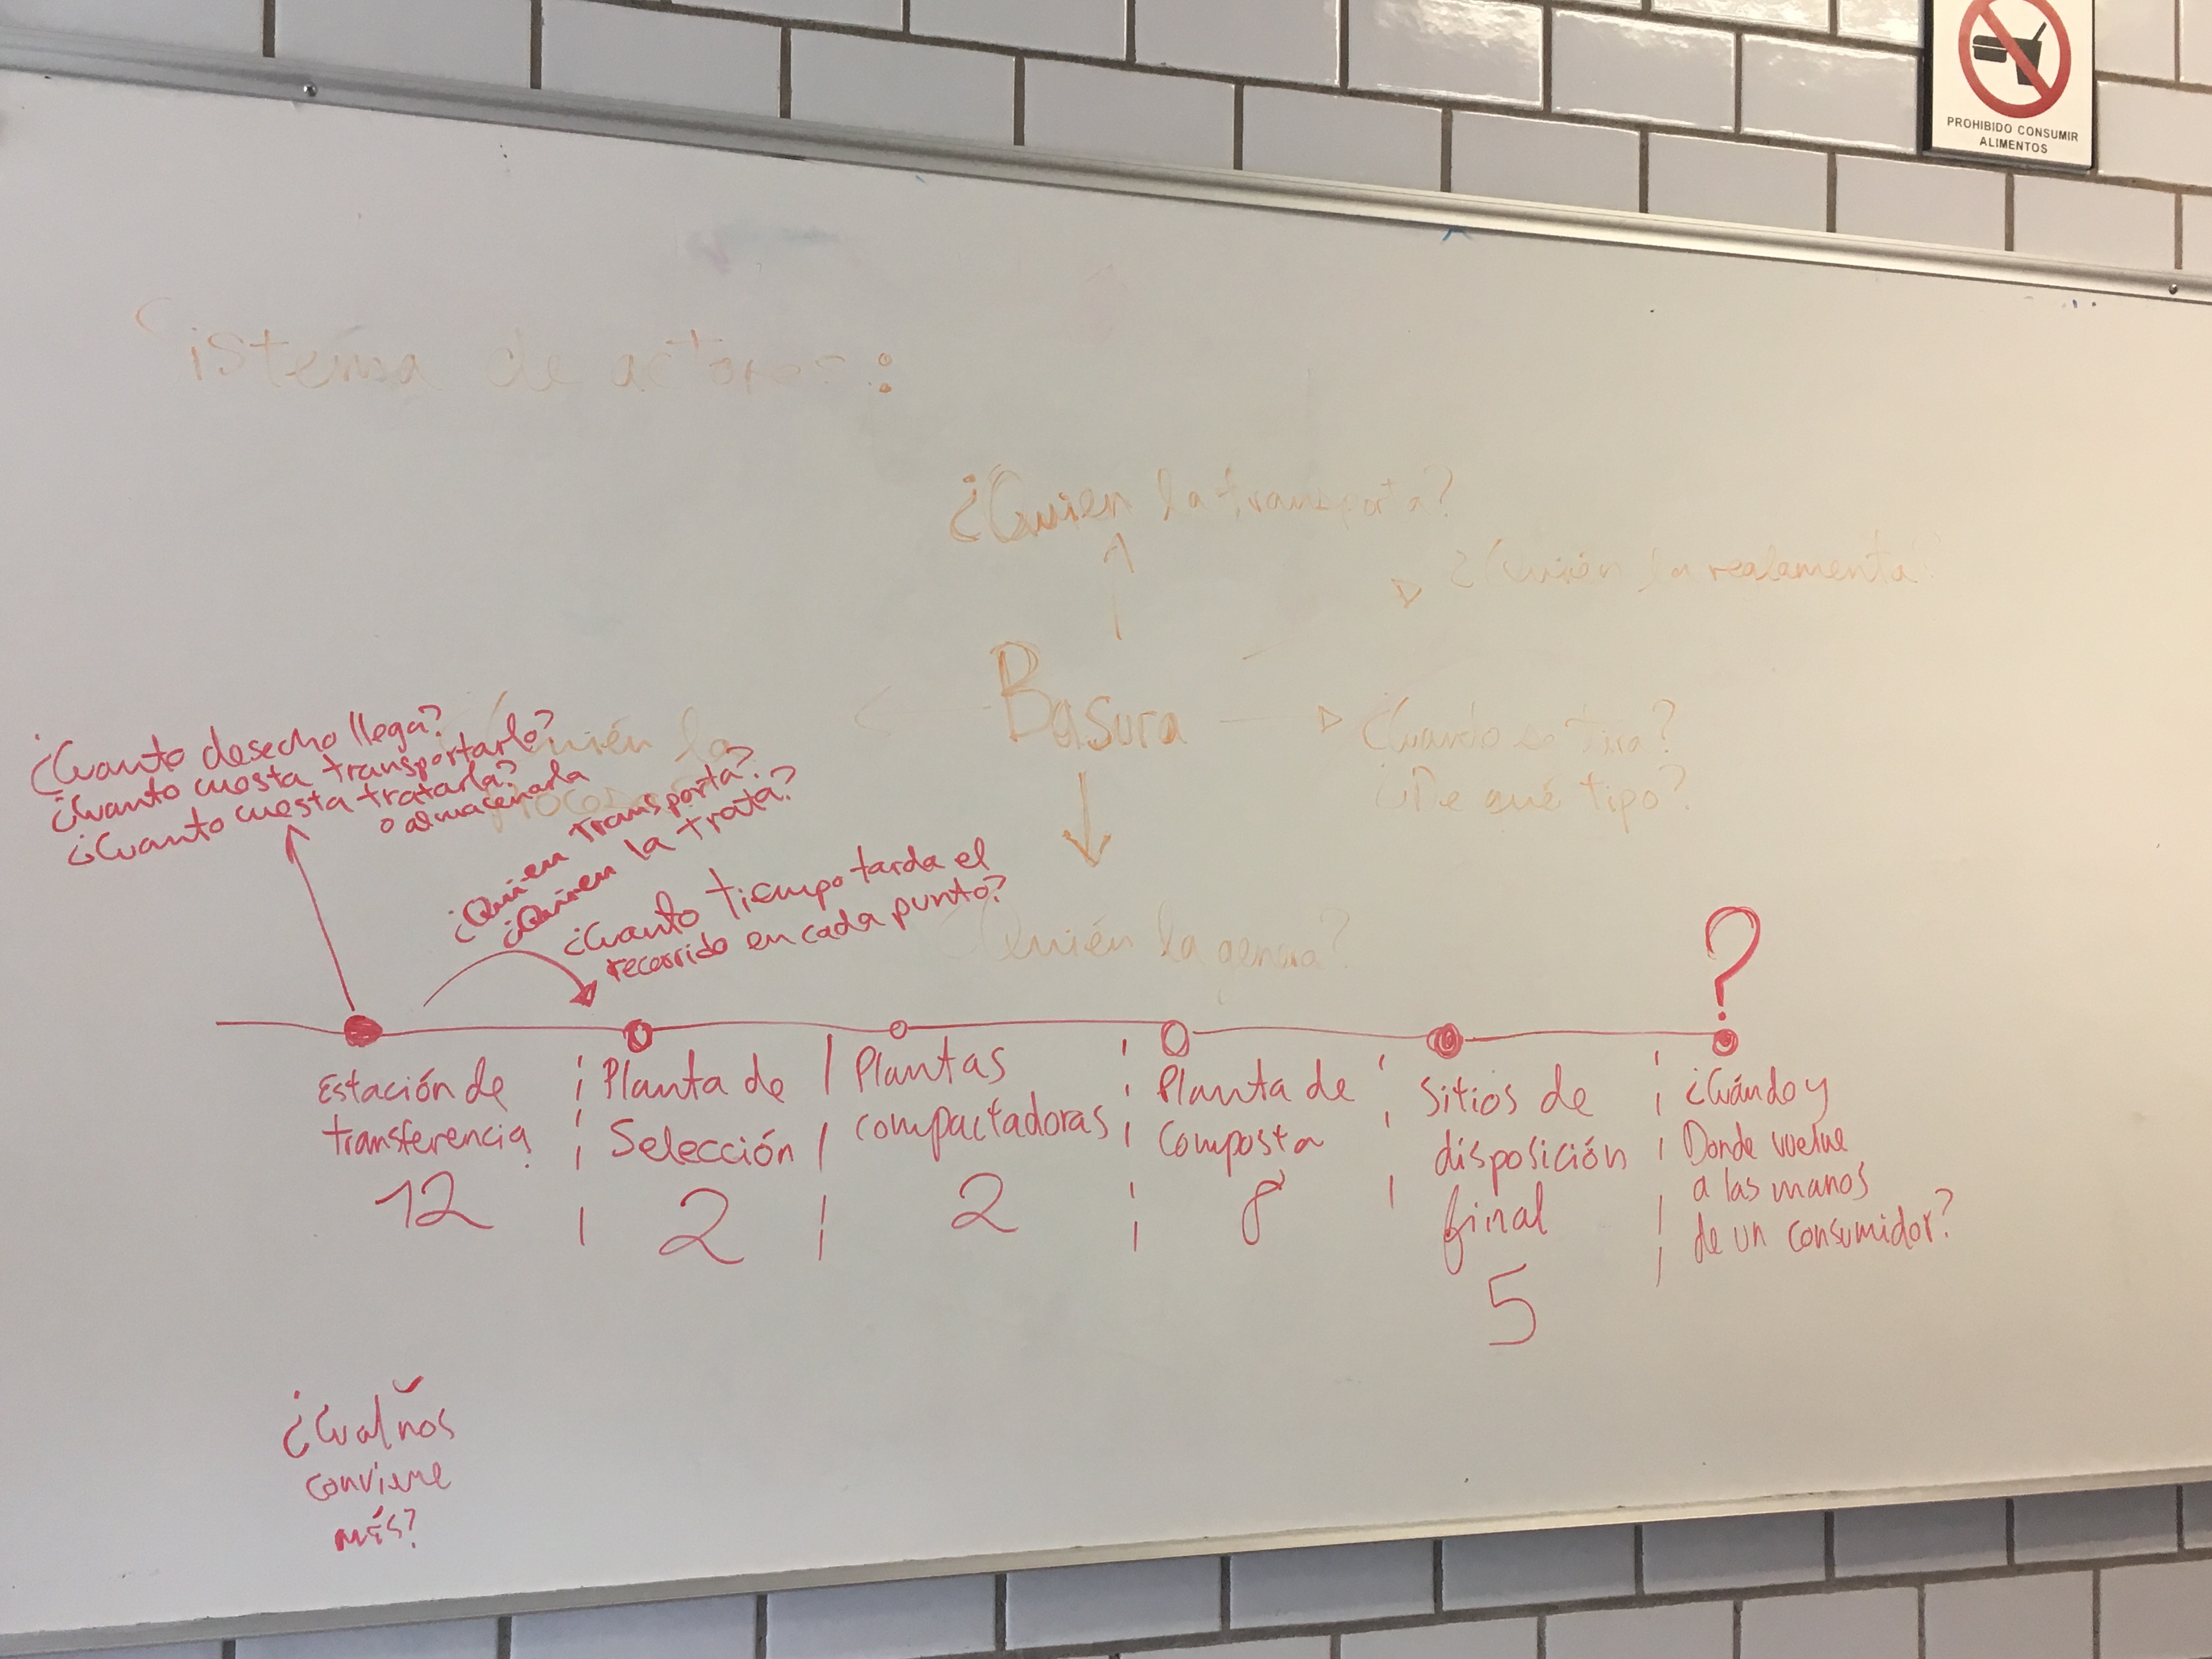 PROHIBIDO CONSUMIR
ALIMENTOS
Sistema de actores:
¿Quien la transporta?
¿Quién la reglamenta?
Basura
¿Cuando se tira?
¿De qué tipo?
¿Quién la
¿Quién la genera?
¿Cuanto desecho llega?
¿Cuanto cuesta transportarlo?
¿Cuanto cuesta tratarla?
o almacenarla
¿Quien transporta?
¿Quien la trata?
¿Cuanto tiempo tarda el
recorrido en cada punto?
?
Estación de
transferencia
12
Planta de
Selección
2
Plantas
compactadoras
2
Planta de
Composta
8
Sitios de
disposición
final
5
¿Cuándo y
Donde vuelve
a las manos
de un consumidor?
¿Cual nos
conviene
más?